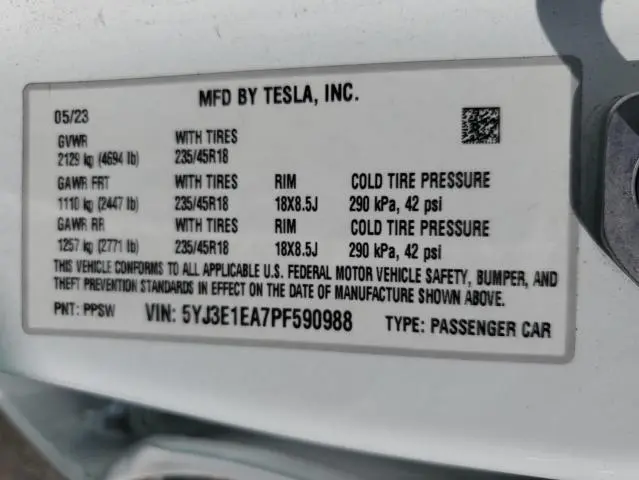 MFD BY TESLA, INC.
05/23
GVWR WITH TIRES
2129 kg (4694 lb) 235/45R18
GAWR FRT WITH TIRES RIM COLD TIRE PRESSURE
1110 kg (2447 lb) 235/45R18 18X8.5J 290 kPa, 42 psi
GAWR RR WITH TIRES RIM COLD TIRE PRESSURE
1257 kg (2771 lb) 235/45R18 18X8.5J 290 kPa, 42 psi
THIS VEHICLE CONFORMS TO ALL APPLICABLE U.S. FEDERAL MOTOR VEHICLE SAFETY, BUMPER, AND
THEFT PREVENTION STANDARDS IN EFFECT ON THE DATE OF MANUFACTURE SHOWN ABOVE.
PNT: PPSW VIN: 5YJ3E1EA7PF590988 TYPE: PASSENGER CAR